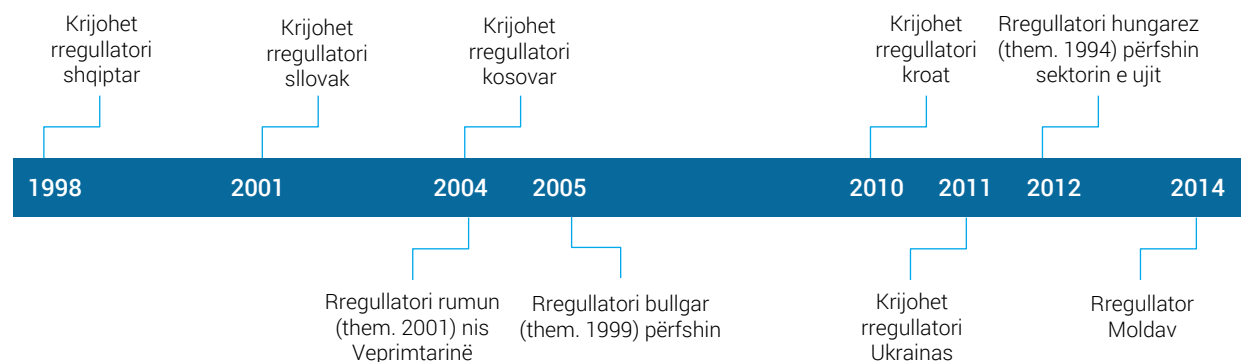 Krijohet
rregullatori
shqiptar
Krijohet
rregullatori
sllovak
Krijohet
rregullatori
kosovar
Krijohet
rregullatori
kroat
Rregullatori hungarez
(them. 1994) përfshin
sektorin e ujit
1998
2001
2004
2005
2010
2011
2012
2014
Rregullatori rumun
(them. 2001) nis
Veprimtarinë
Rregullatori bullgar
(them. 1999) përfshin
Krijohet
rregullatori
Ukrainas
Rregullator
Moldav